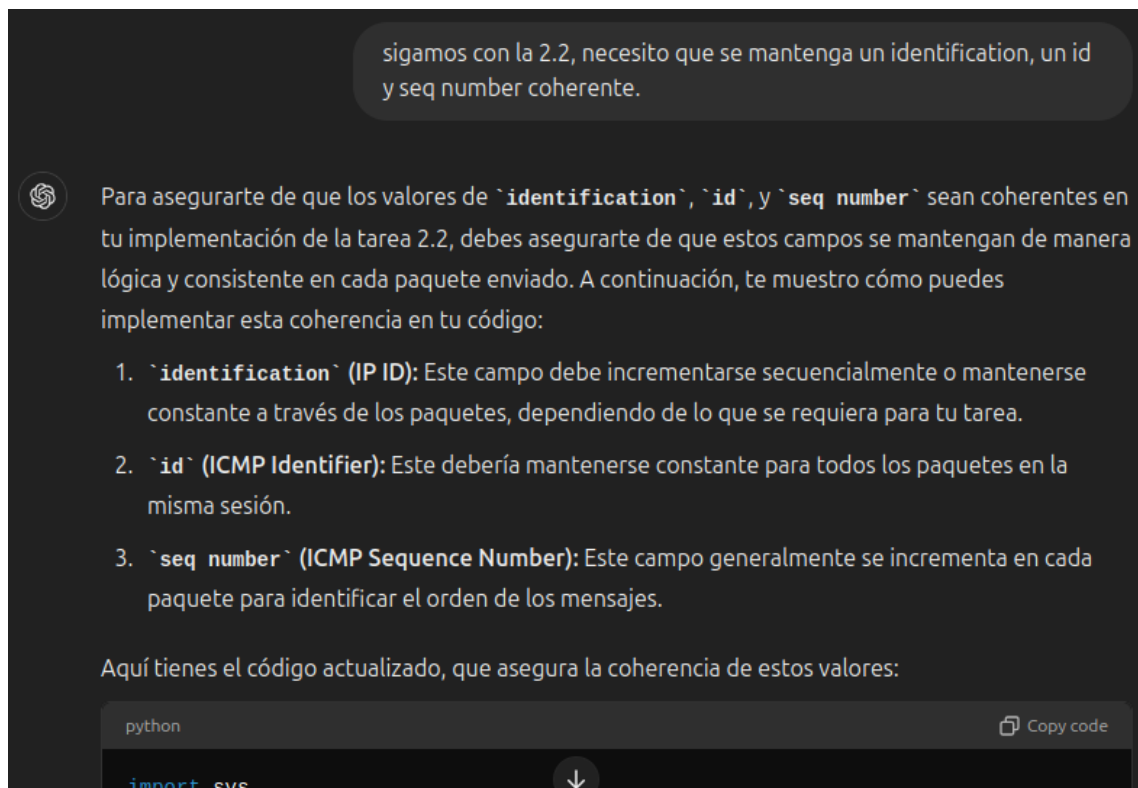 sigamos con la 2.2, necesito que se mantenga un identification, un id
y seq number coherente.
Para asegurarte de que los valores de `identification`, `id`, y `seq number` sean coherentes en
tu implementación de la tarea 2.2, debes asegurarte de que estos campos se mantengan de manera
lógica y consistente en cada paquete enviado. A continuación, te muestro cómo puedes
implementar esta coherencia en tu código:
1. `identification` (IP ID): Este campo debe incrementarse secuencialmente o mantenerse
constante a través de los paquetes, dependiendo de lo que se requiera para tu tarea.
2. `id` (ICMP Identifier): Este debería mantenerse constante para todos los paquetes en la
misma sesión.
3. `seq number` (ICMP Sequence Number): Este campo generalmente se incrementa en cada
paquete para identificar el orden de los mensajes.
Aquí tienes el código actualizado, que asegura la coherencia de estos valores:
python Copy code
import sys